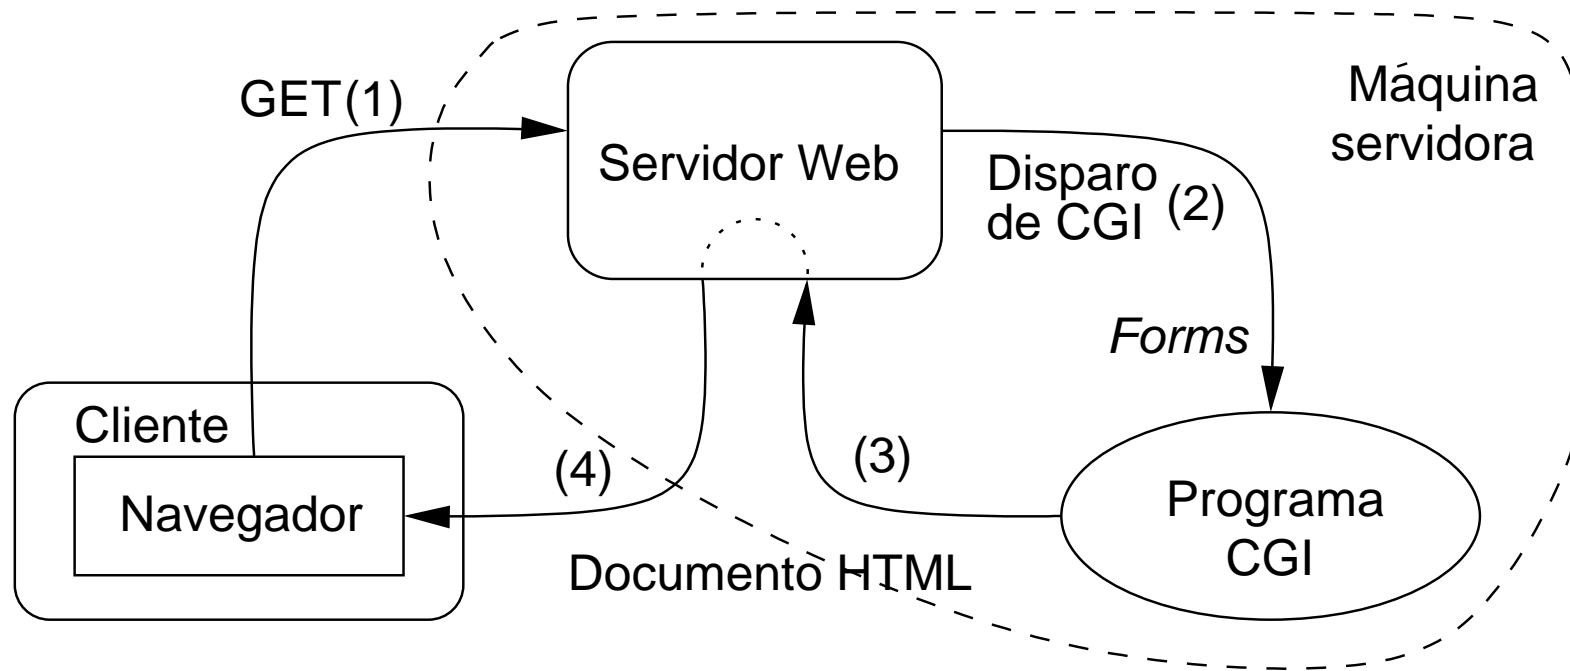 GET (1)
Máquina
servidora
Servidor Web
Disparo
de CGI (2)
Forms
Cliente
Navegador
(4)
(3)
Programa
CGI
Documento HTML